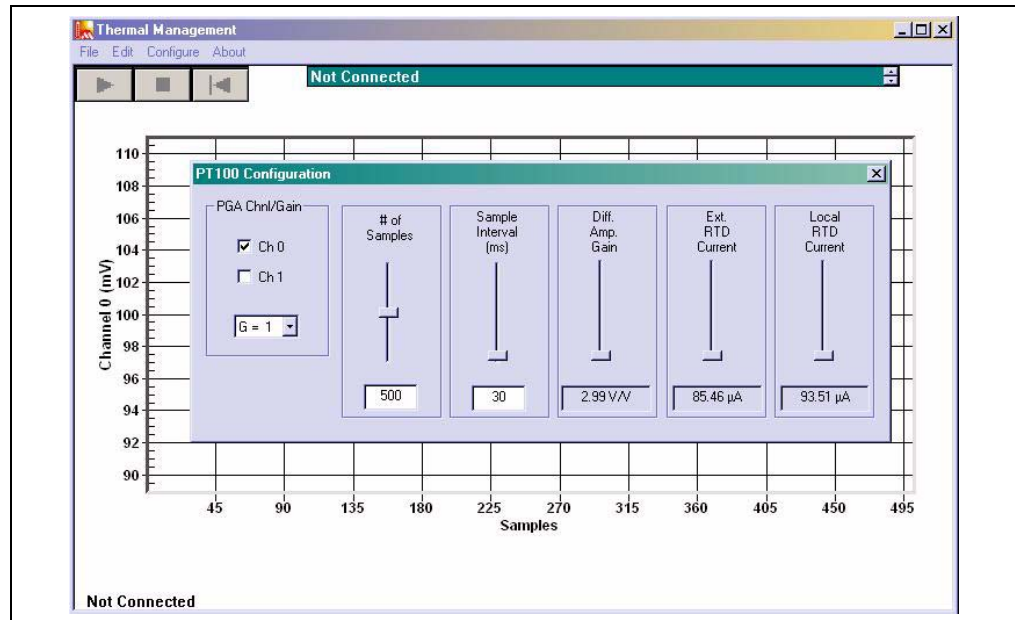 Thermal Management
File Edit Configure About
Not Connected
110
108
106
104
102
100
98
96
94
92
90
Channel 0 (mV)
PT100 Configuration
PGA Chnl/Gain
Ch 0
Ch 1
G = 1
# of
Samples
500
Sample
Interval
(ms)
30
Diff.
Amp.
Gain
2.99 V/V
Ext.
RTD
Current
85.46 µA
Local
RTD
Current
93.51 µA
45 90 135 180 225 270 315 360 405 450 495
Samples
Not Connected